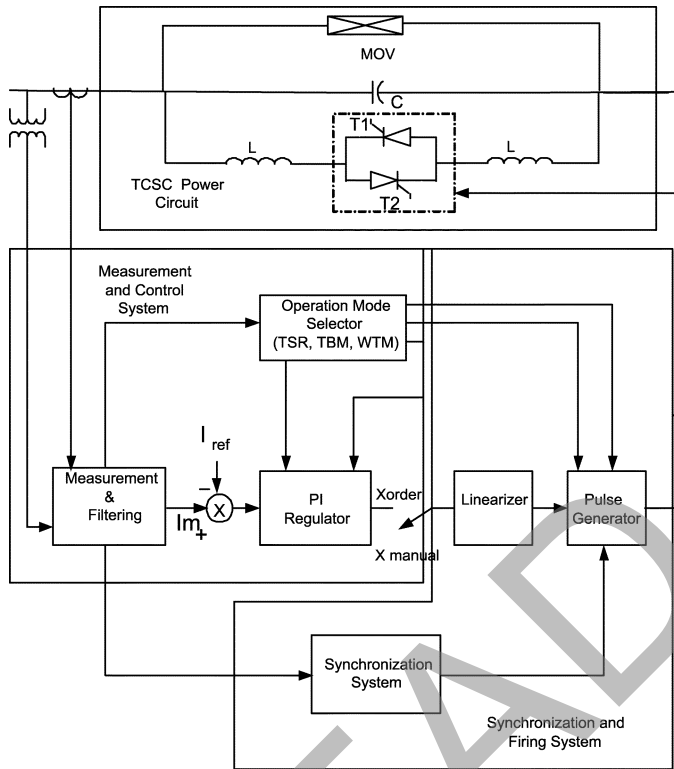 MOV
C
T1
L
L
T2
TCSC Power
Circuit
Measurement
and Control
System
Operation Mode
Selector
(TSR, TBM, WTM)
I ref
Measurement
&
Filtering
Im
+
−
X
PI
Regulator
Xorder
X manual
Linearizer
Pulse
Generator
Synchronization
System
Synchronization and
Firing System